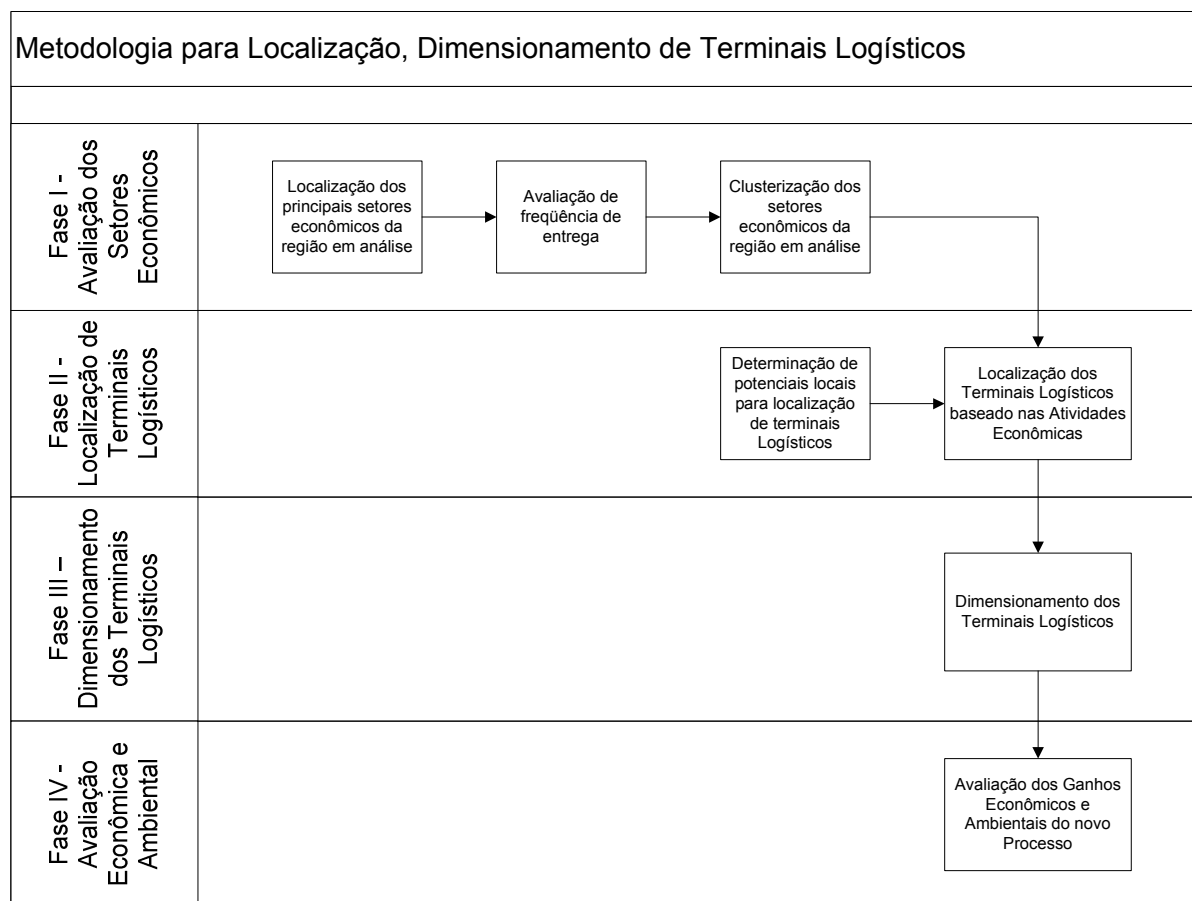 Metodologia para Localização, Dimensionamento de Terminais Logísticos
Fase I -
Avaliação dos
Setores
Econômicos
Localização dos
principais setores
econômicos da
região em análise
Avaliação de
freqüência de
entrega
Clusterização dos
setores
econômicos da
região em análise
Fase II -
Localização de
Terminais
Logísticos
Determinação de
potenciais locais
para localização
de terminais
Logísticos
Localização dos
Terminais Logísticos
baseado nas Atividades
Econômicas
Fase III –
Dimensionamento
dos Terminais
Logísticos
Dimensionamento dos
Terminais Logísticos
Fase IV -
Avaliação
Econômica e
Ambiental
Avaliação dos Ganhos
Econômicos e
Ambientais do novo
Processo